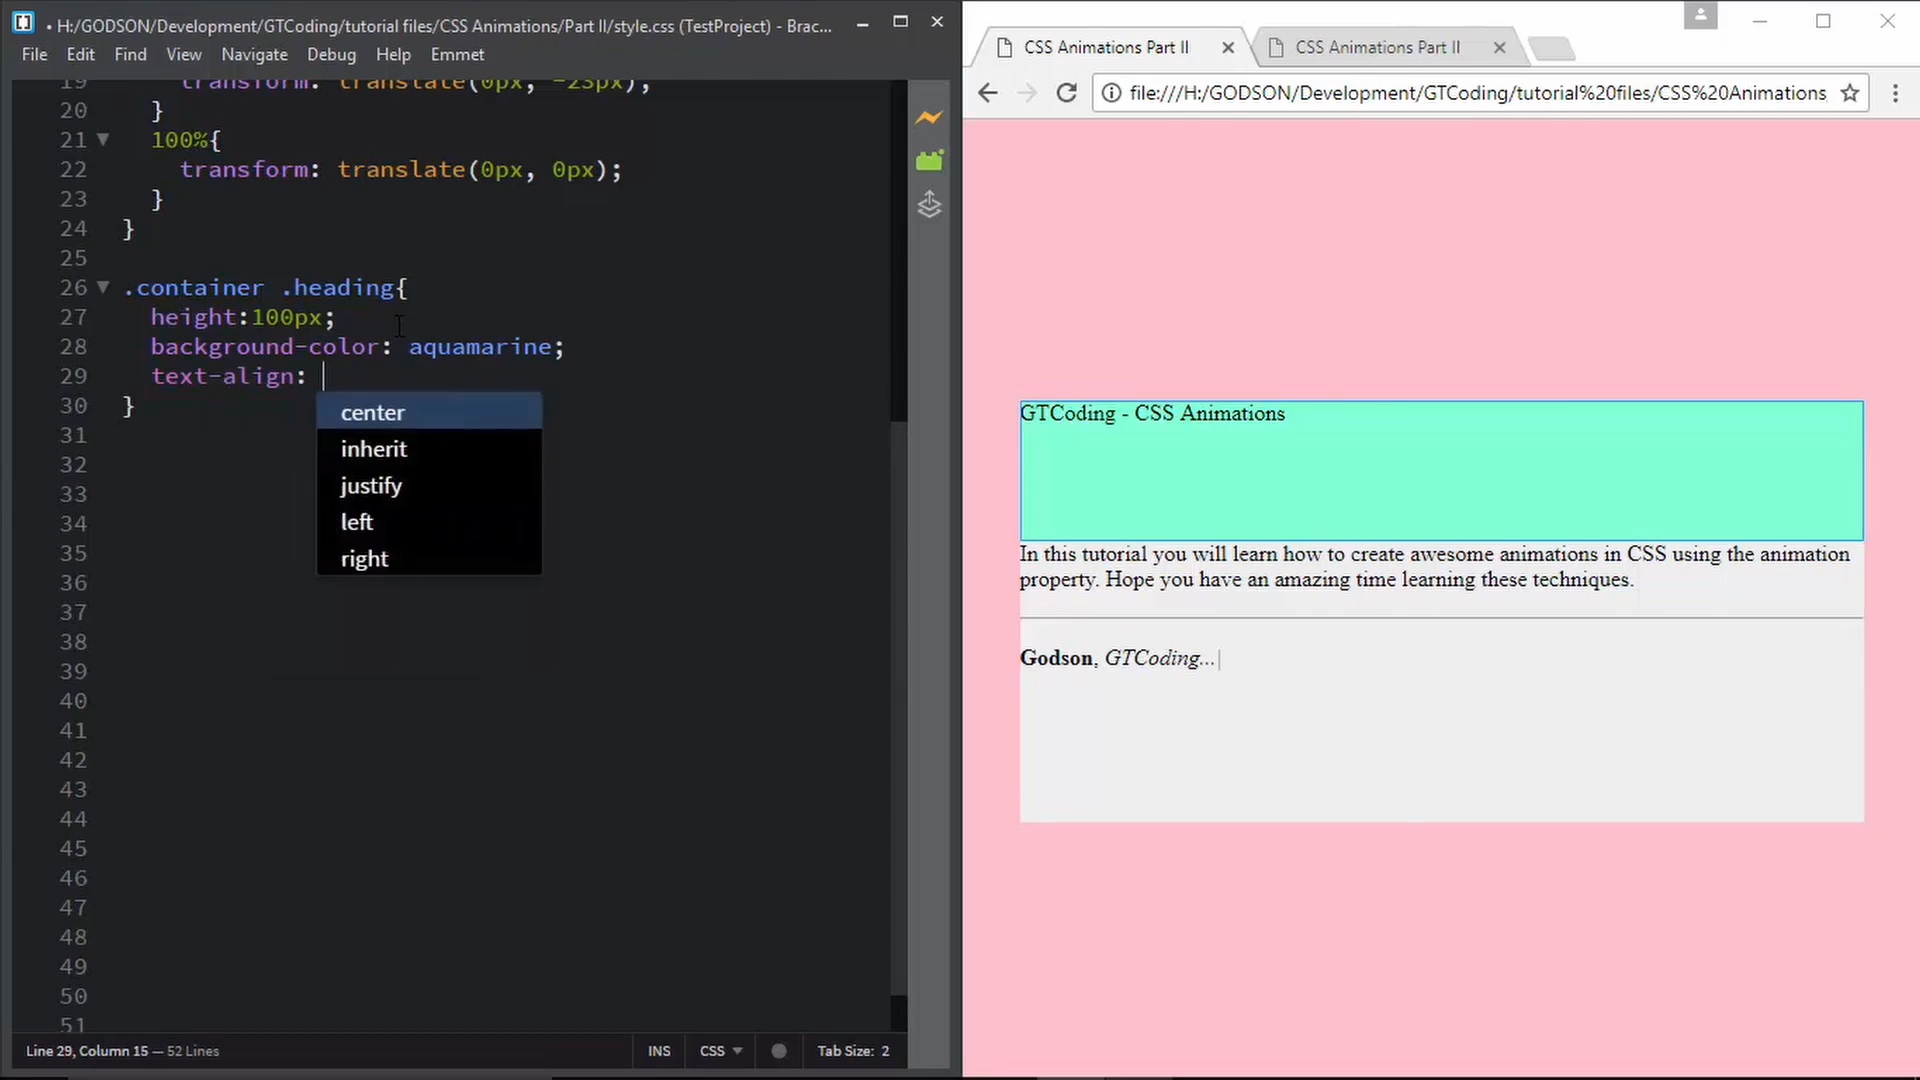 • H:/GODSON/GTCoding/tutorial files/CSS Animations/Part II/style.css (TestProject) - Brac...
File Edit Find View Navigate Debug Help Emmet
19 transform: translate(0px, -23px);
20 }
21 100%{
22 transform: translate(0px, 0px);
23 }
24 }
25
26 .container .heading{
27 height:100px;
28 background-color: aquamarine;
29 text-align:
30 }
center
inherit
justify
left
right
31
32
33
34
35
36
37
38
39
40
41
42
43
44
45
46
47
48
49
50
51
Line 29, Column 15 — 52 Lines
INS CSS Tab Size: 2
CSS Animations Part II
CSS Animations Part II
file:///H:/GODSON/Development/GTCoding/tutorial%20files/CSS%20Animations
GTCoding - CSS Animations
In this tutorial you will learn how to create awesome animations in CSS using the animation
property. Hope you have an amazing time learning these techniques.
Godson, GTCoding...|